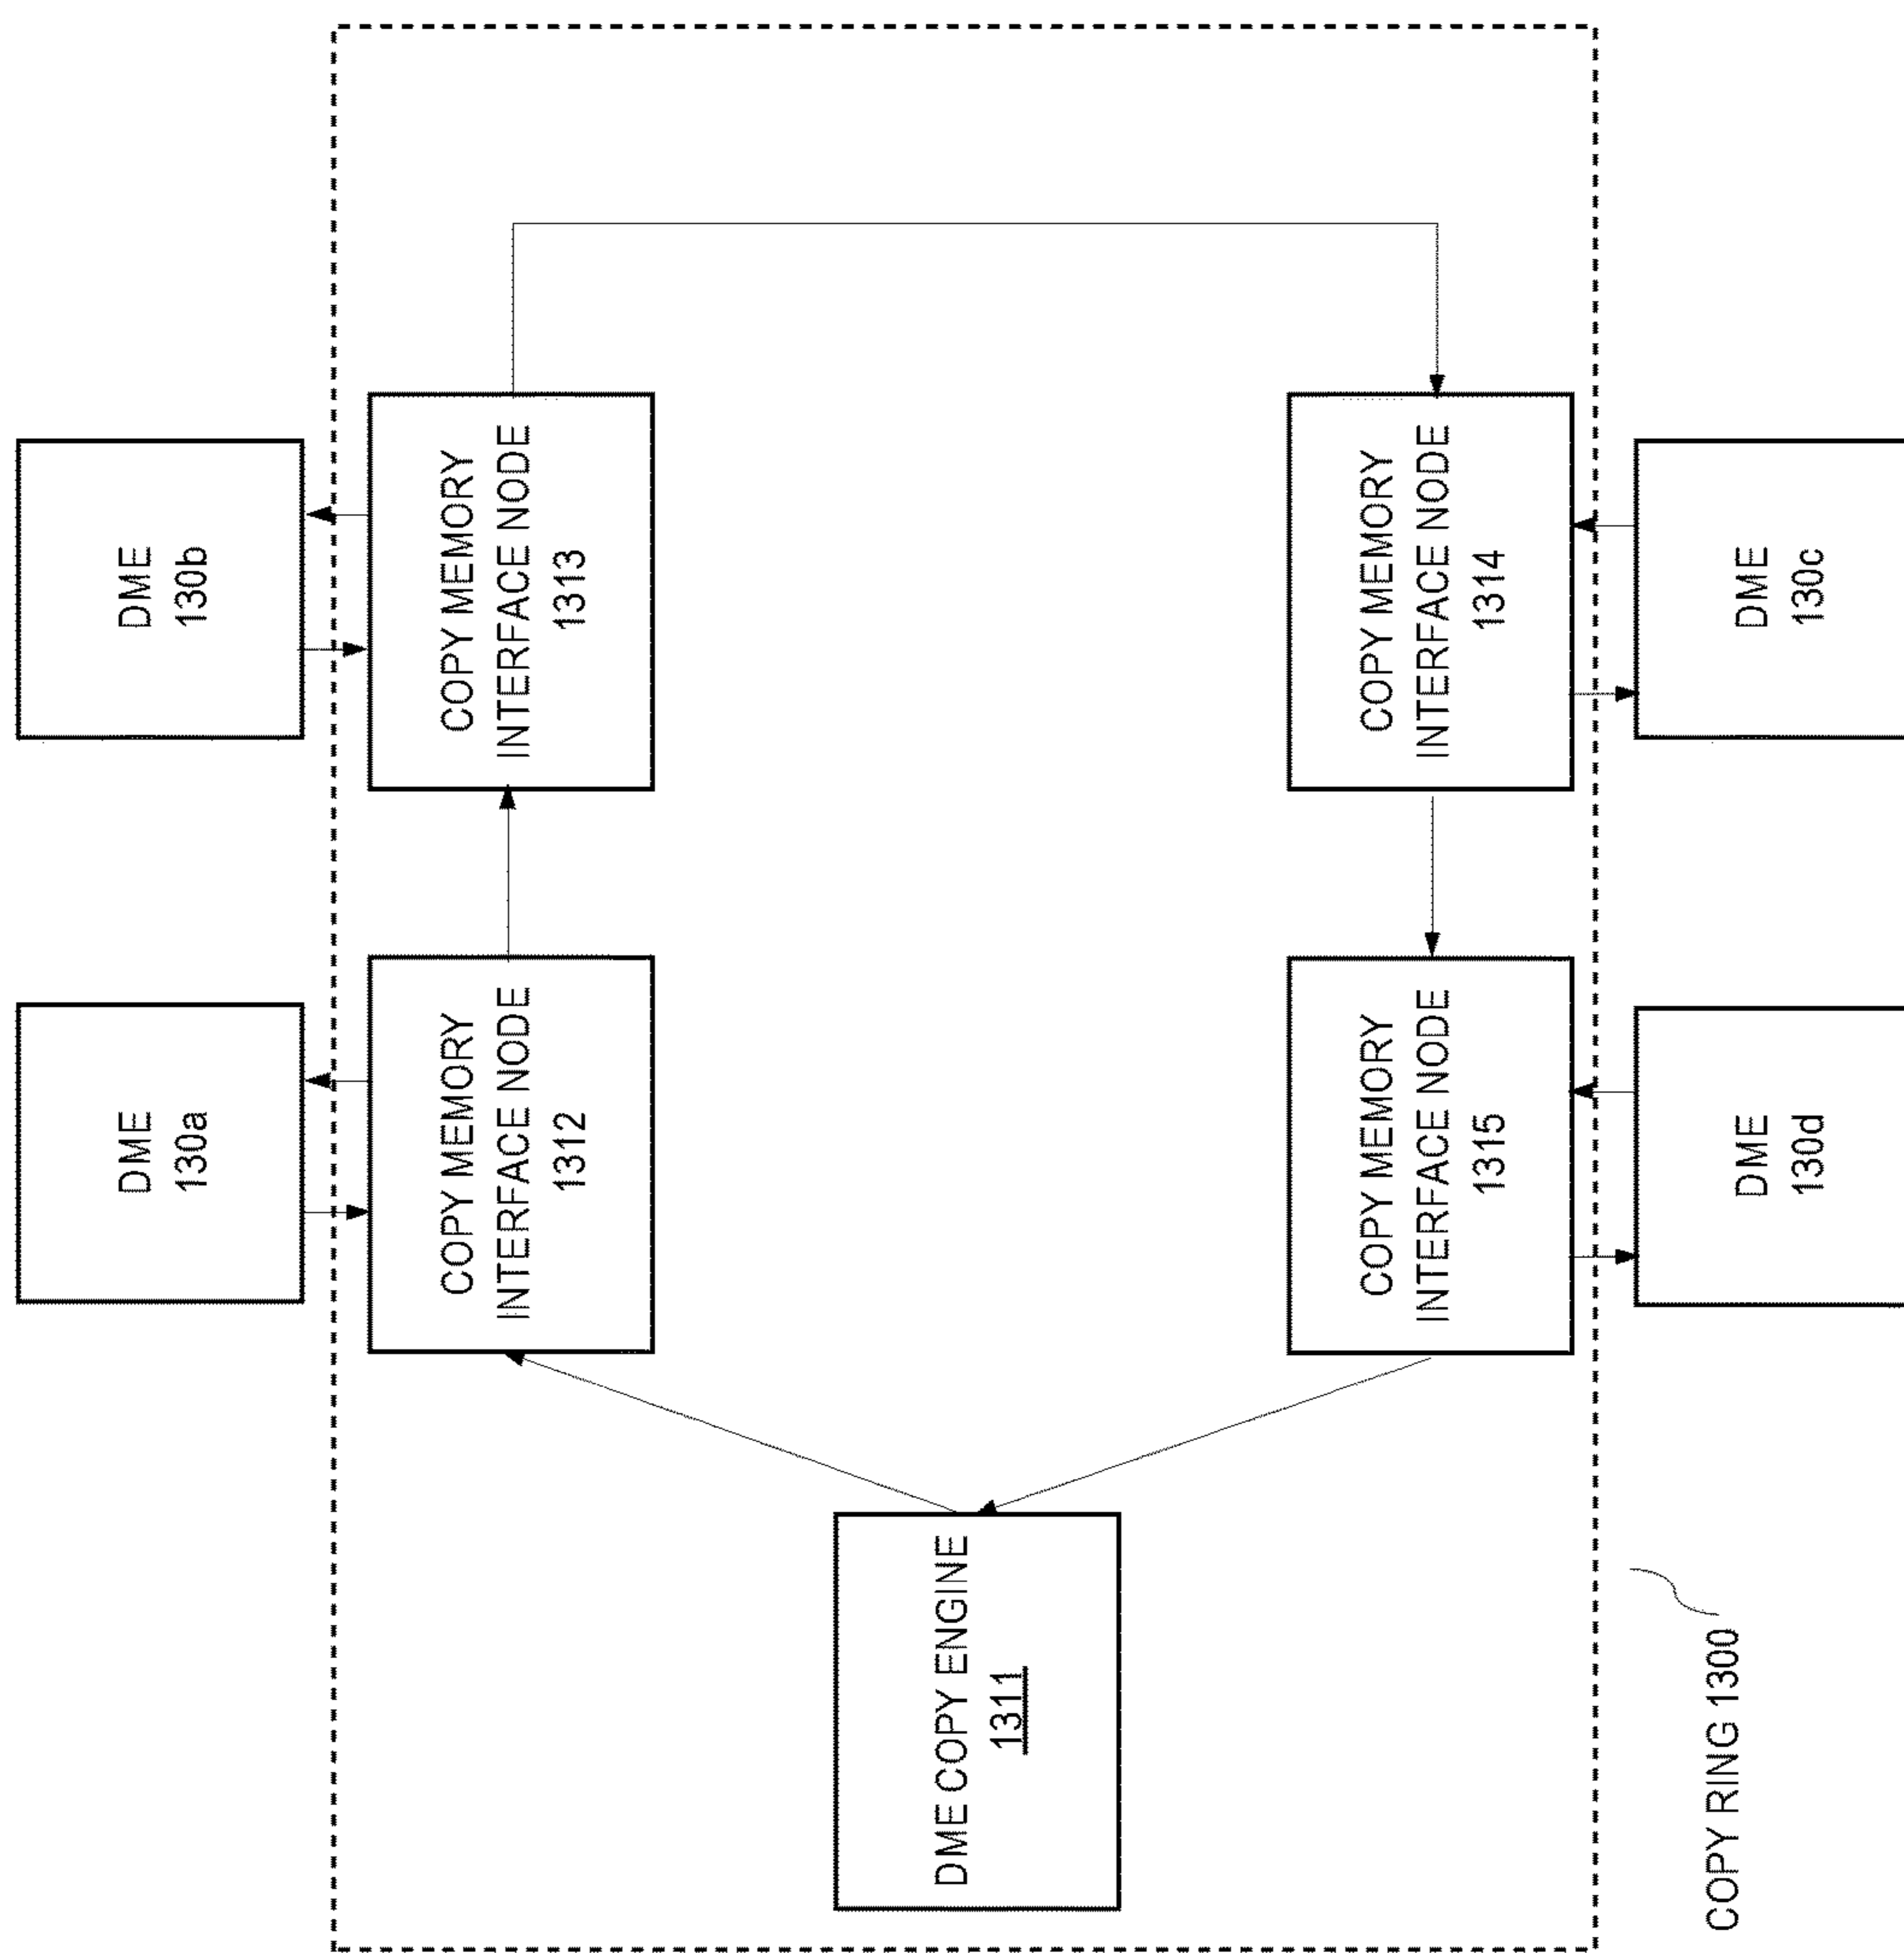 DME
130a
DME
130b
COPY MEMORY
INTERFACE NODE
1312
COPY MEMORY
INTERFACE NODE
1313
DME COPY ENGINE
1311
COPY MEMORY
INTERFACE NODE
1315
COPY MEMORY
INTERFACE NODE
1314
DME
130d
DME
130c
COPY RING 1300